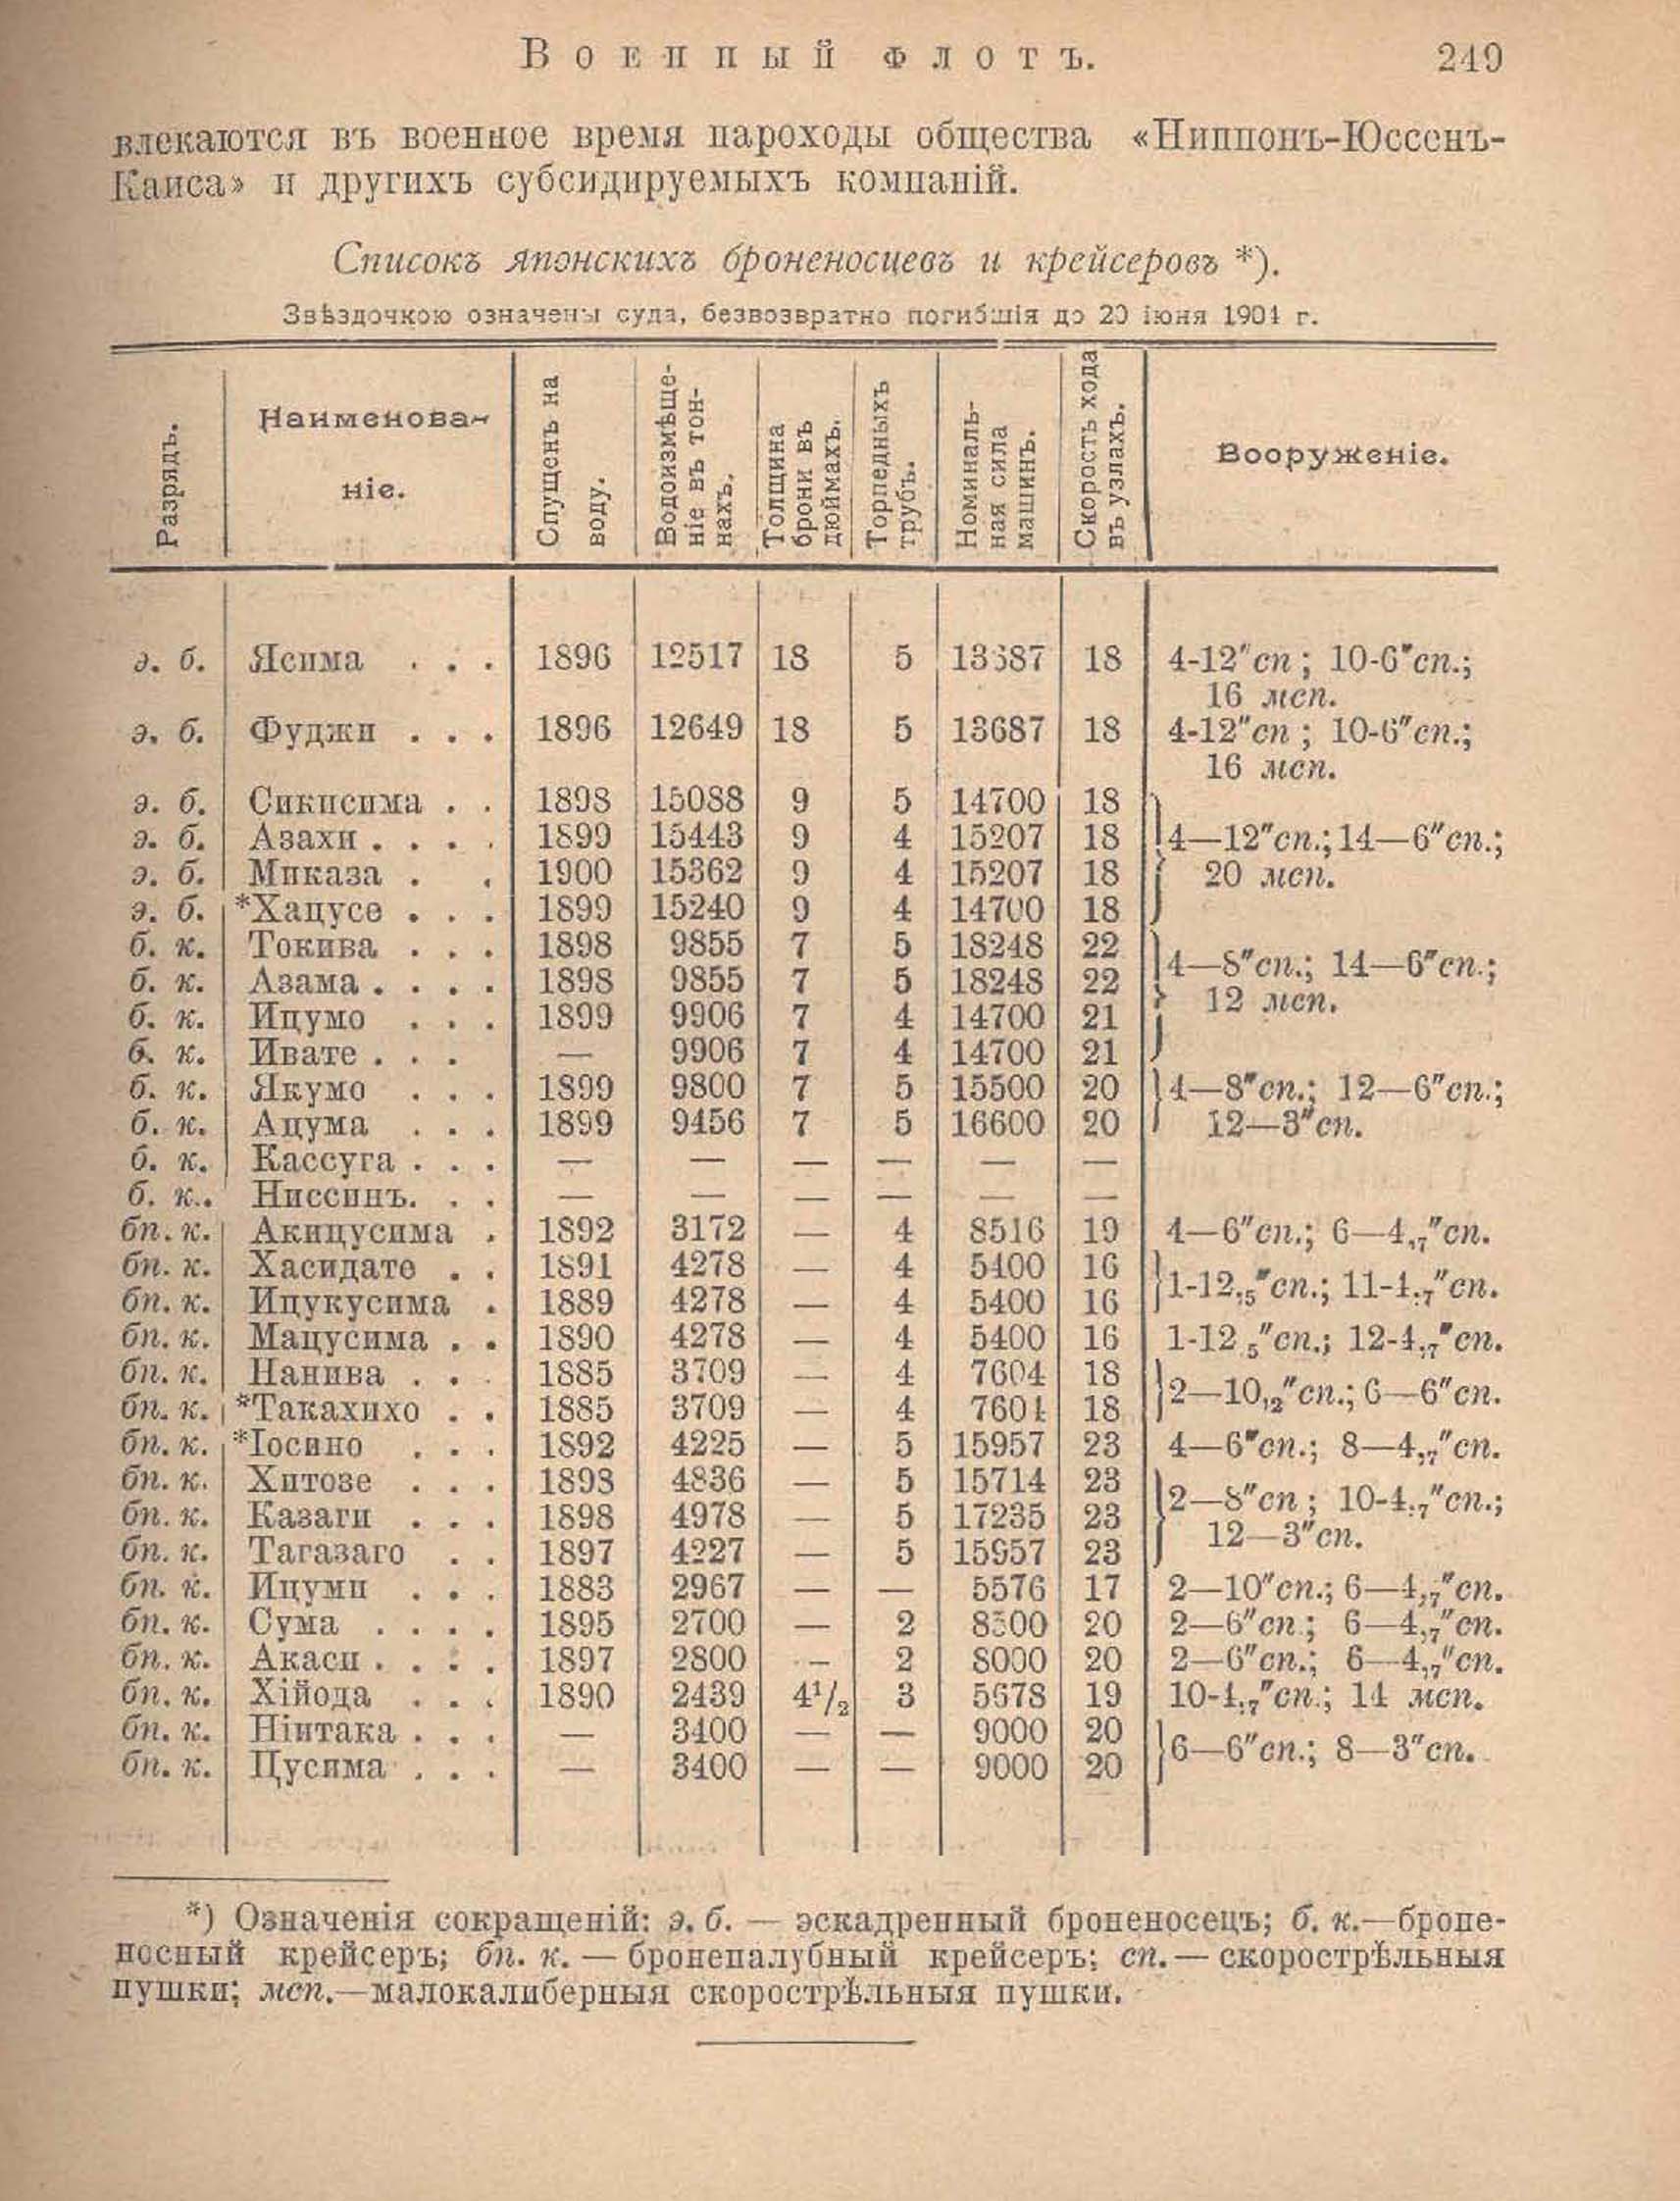 Военный флотъ. 249
влекаются въ военное время пароходы общества «Ниппонъ-Юссенъ-
Каиса» и другихъ субсидируемыхъ компаній.
Списокъ японскихъ броненосцевъ и крейсеровъ *).
Звѣздочкою означены суда, безвозвратно погибшія до 20 іюня 1904 г.
Разрядъ. Наименова-ніе. Спущенъ на воду. Водоизмѣще-ніе въ тон-нахъ. Толщина брони въ дюймахъ. Торпедныхъ трубъ. Номиналь-ная сила машинъ. Скорость хода въ узлахъ. Вооруженіе.
э. б. Ясима . . . 1896 12517 18 5 13687 18 4-12"сп; 10-6"сп.;
16 мсп.
э. б. Фуджи . . . 1896 12649 18 5 13687 18 4-12"сп; 10-6"сп.;
16 мсп.
э. б. Сикисима . . 1898 15088 9 5 14700 18
э. б. Азахи . . . . 1899 15443 9 4 15207 18 4—12"сп.; 14—6"сп.;
э. б. Миказа . . 1900 15362 9 4 15207 18 20 мсп.
э. б. *Хацусе . . . 1899 15240 9 4 14700 18
б. к. Токива . . . 1898 9855 7 5 18248 22 4—8"сп.; 14—6"сп.;
б. к. Азама . . . . 1898 9855 7 5 18248 22 12 мсп.
б. к. Ицумо . . . 1899 9906 7 4 14700 21
б. к. Ивате . . . — 9906 7 4 14700 21
б. к. Якумо . . . 1899 9800 7 5 15500 20 4—8"сп.; 12—6"сп.;
б. к. Ацума . . . 1899 9456 7 5 16600 20 12—3"сп.
б. к. Кассуга . . . — — — — — —
б. к. Ниссинъ. . . — — — — — —
бп. к. Акицусима . 1892 3172 — 4 8516 19 4—6"сп.; 6—4,7"сп.
бп. к. Хасидате . . 1891 4278 — 4 5400 16 1-12,5"сп.; 11-4,7"сп.
бп. к. Ицукусима . 1889 4278 — 4 5400 16
бп. к. Мацусима . . 1890 4278 — 4 5400 16 1-12,5"сп.; 12-4,7"сп.
бп. к. Нанива . . . 1885 3709 — 4 7604 18 2—10,2"сп.; 6—6"сп.
бп. к. *Такахихо . . 1885 3709 — 4 7604 18
бп. к. *Іосино . . . 1892 4225 — 5 15957 23 4—6"сп.; 8—4,7"сп.
бп. к. Хитозе . . . 1898 4836 — 5 15714 23 2—8"сп; 10-4,7"сп.;
бп. к. Казаги . . . 1898 4978 — 5 17235 23 12—3"сп.
бп. к. Тагазаго . . 1897 4227 — 5 15957 23
бп. к. Ицуми . . . 1883 2967 — — 5576 17 2—10"сп.; 6—4,7"сп.
бп. к. Сума . . . . 1895 2700 — 2 20 2—6"сп.; 6—4,7"сп.
бп. к. Акаси . . . . 1897 2800 — 2 8000 20 2—6"сп.; 6—4,7"сп.
бп. к. Хійода . . . 1890 2439 4¹/₂ 3 5678 19 10-4,7"сп.; 14 мсп.
бп. к. Ніитака . . . — 3400 — — 9000 20 6—6"сп.; 8—3"сп.
бп. к. Цусима . . . — 3400 — — 9000 20
*) Означенія сокращеній: э. б. — эскадренный броненосецъ; б. к.—броне-
носный крейсеръ; бп. к. — бронепалубный крейсеръ; сп. — скорострѣльныя
пушки; мсп.—малокалиберныя скорострѣльныя пушки.